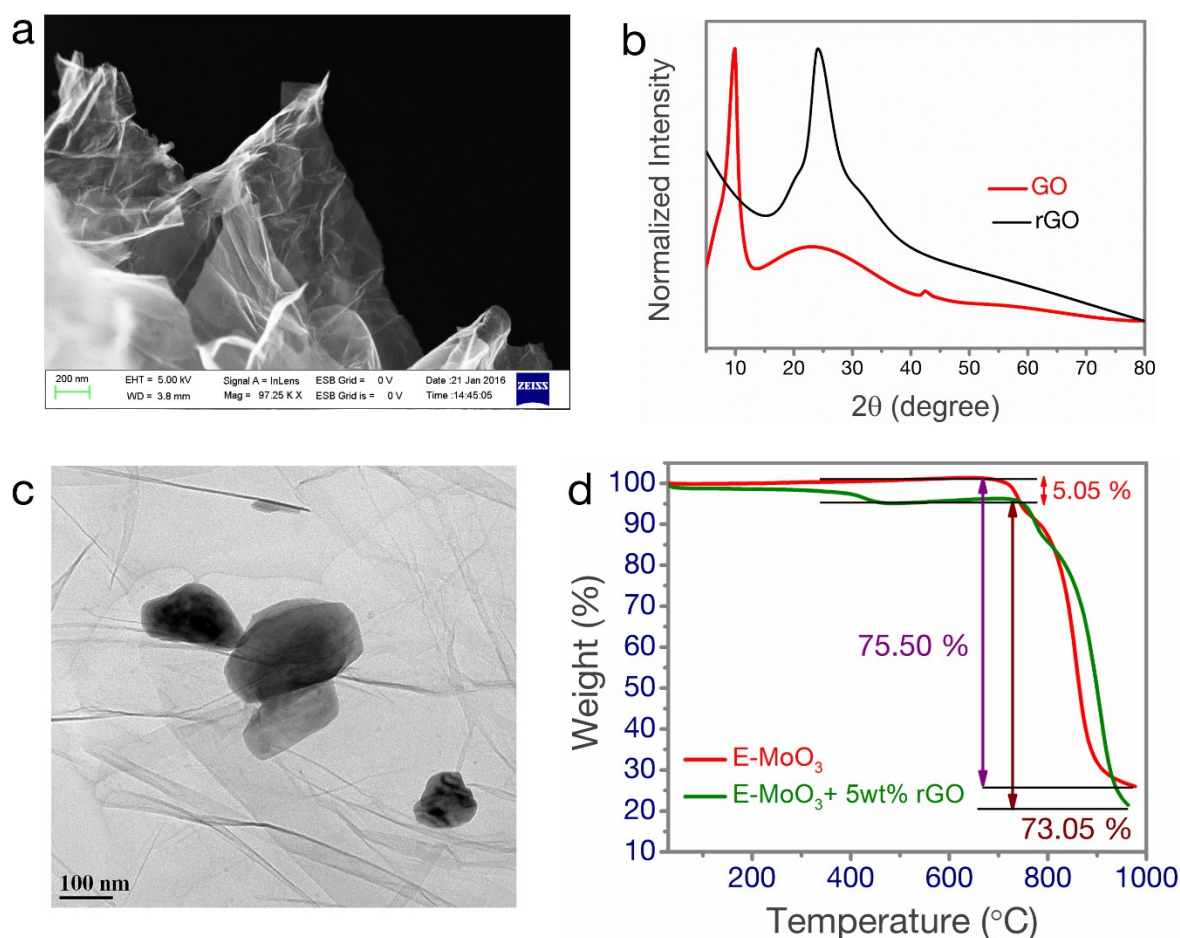 a
200 nm
EHT = 5.00 kV
WD = 3.8 mm
Signal A = InLens
Mag = 97.25 K X
ESB Grid = 0 V
ESB Grid is = 0 V
Date :21 Jan 2016
Time :14:45:05
ZEISS
b
Normalized Intensity
GO
rGO
10 20 30 40 50 60 70 80
2θ (degree)
c
100 nm
d
Weight (%)
100
90
80
70
60
50
40
30
20
10
5.05 %
75.50 %
E-MoO₃
E-MoO₃+ 5wt% rGO
73.05 %
200 400 600 800 1000
Temperature (°C)